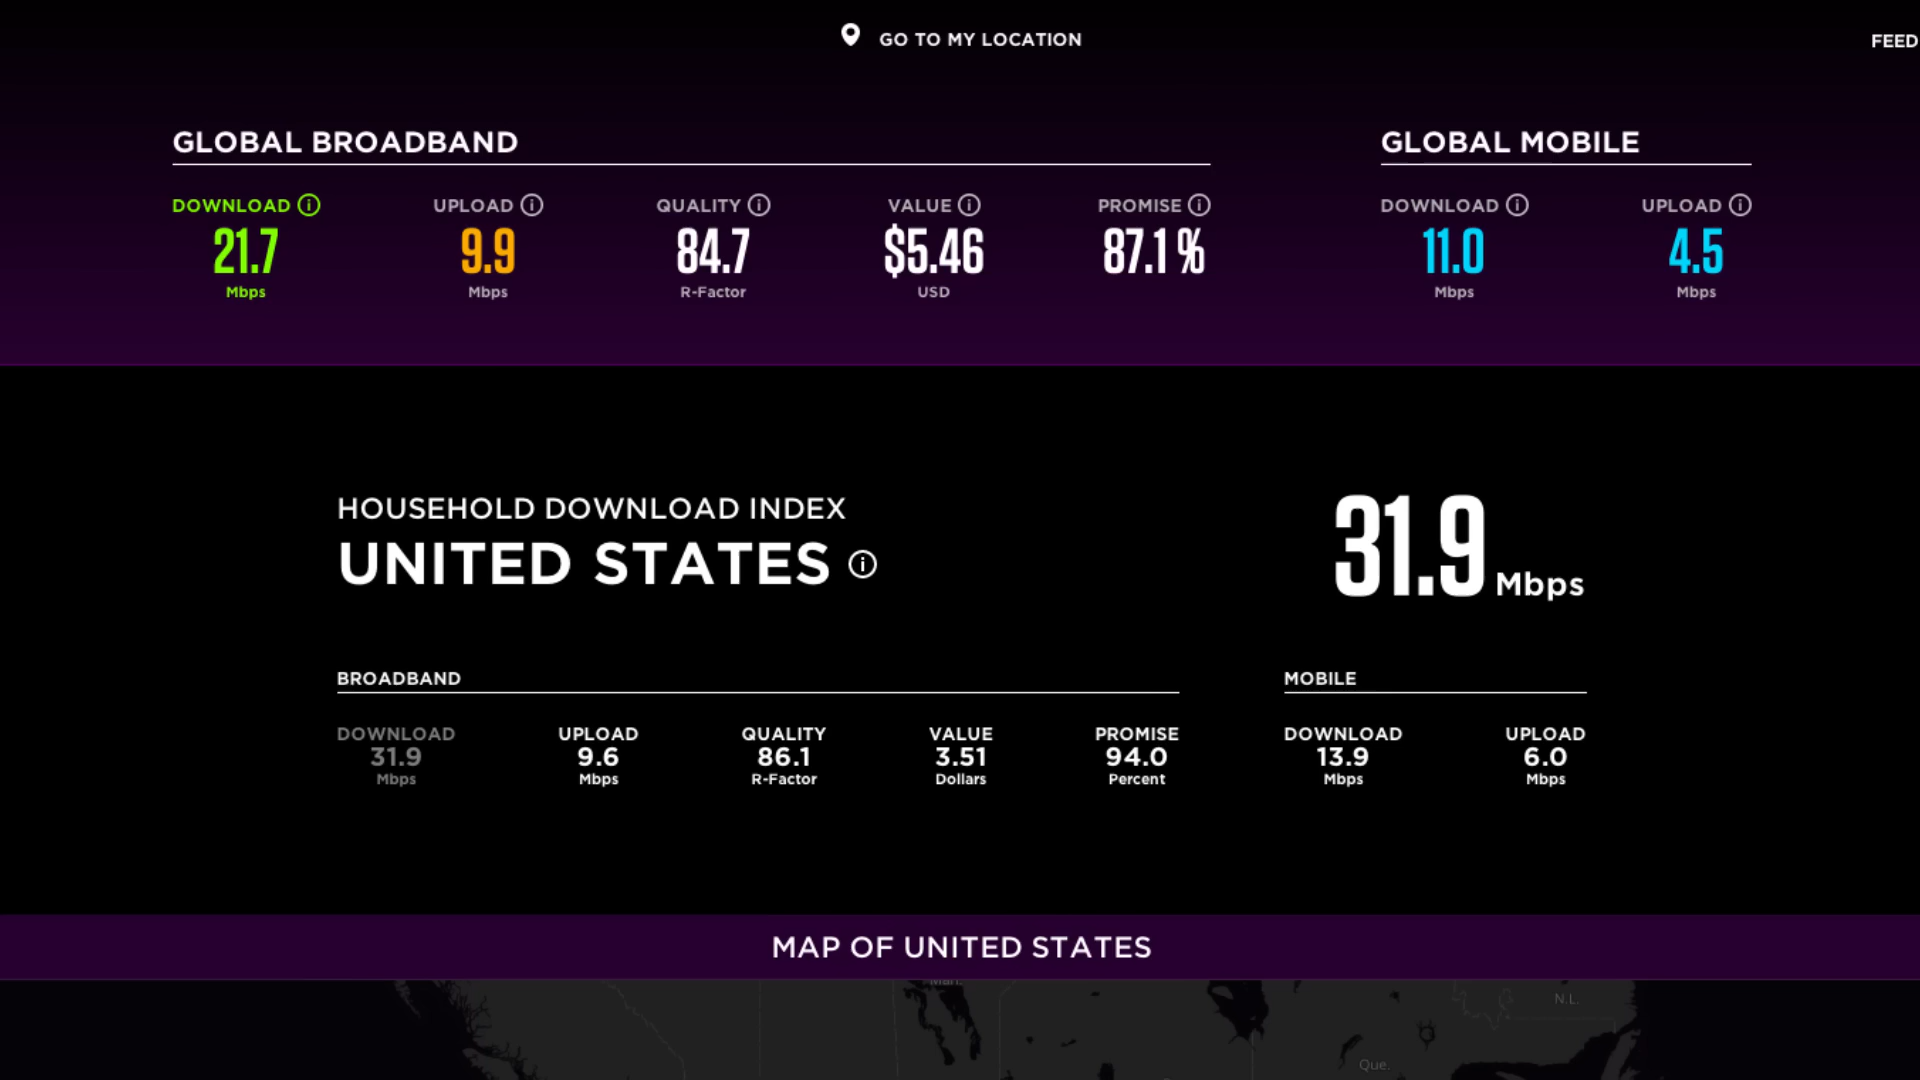 GO TO MY LOCATION
FEED
GLOBAL BROADBAND
DOWNLOAD UPLOAD QUALITY VALUE PROMISE
21.7 9.9 84.7 $5.46 87.1%
Mbps Mbps R-Factor USD
GLOBAL MOBILE
DOWNLOAD UPLOAD
11.0 4.5
Mbps Mbps
HOUSEHOLD DOWNLOAD INDEX
UNITED STATES
31.9 Mbps
BROADBAND
DOWNLOAD UPLOAD QUALITY VALUE PROMISE
31.9 9.6 86.1 3.51 94.0
Mbps Mbps R-Factor Dollars Percent
MOBILE
DOWNLOAD UPLOAD
13.9 6.0
Mbps Mbps
MAP OF UNITED STATES
Man.
N.L.
Que.